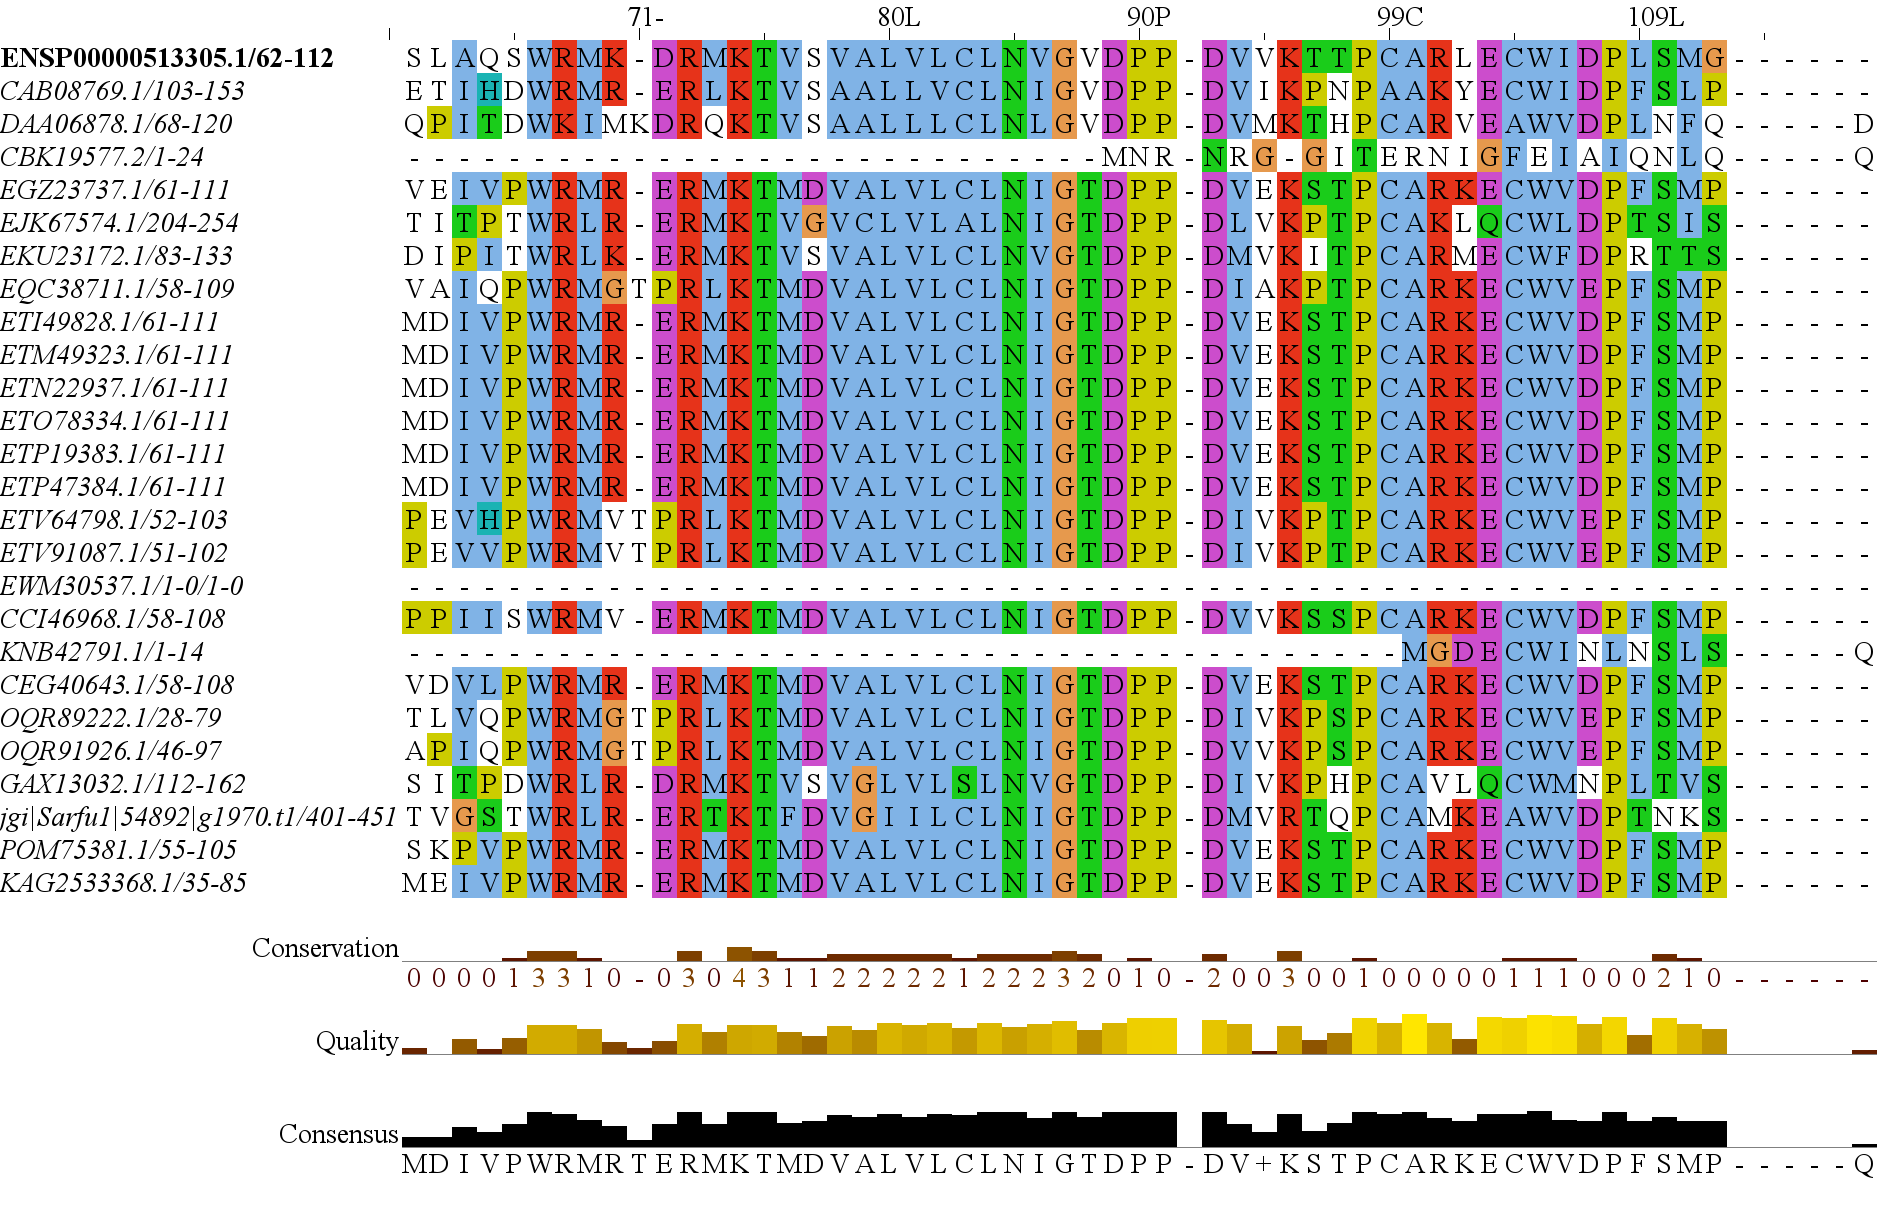 71- 80L 90P 99C 109L
ENSP00000513305.1/62-112 SLAQSWRMK-DRMKTVSVALVLCLNVGVDPP-DVVKTTPCARLECWIDPLSMG------
CAB08769.1/103-153 ETIHDWRMR-ERLKTVSAALLVCLNIGVDPP-DVIKPNPAAKYECWIDPFSLP------
DAA06878.1/68-120 QPITDWKIMKDRQKTVSAALLLCLNLGVDPP-DVMKTHPCARVEAWVDPLNFQ-----D
CBK19577.2/1-24 ----------------------------MNR-NRG-GITERNIGFEIAIQNLQ-----Q
EGZ23737.1/61-111 VEIVPWRMR-ERMKTMDVALVLCLNIGTDPP-DVEKSTPCARKECWVDPFSMP------
EJK67574.1/204-254 TITPTWRLR-ERMKTVGVCLVLALNIGTDPP-DLVKPTPCAKLQCWLDPTSIS------
EKU23172.1/83-133 DIPITWRLK-ERMKTVSVALVLCLNVGTDPP-DMVKITPCARMECWFDPRTTS------
EQC38711.1/58-109 VAIQPWRMGTPRLKTMDVALVLCLNIGTDPP-DIAKPTPCARKECWVEPFSMP------
ETI49828.1/61-111 MDIVPWRMR-ERMKTMDVALVLCLNIGTDPP-DVEKSTPCARKECWVDPFSMP------
ETM49323.1/61-111 MDIVPWRMR-ERMKTMDVALVLCLNIGTDPP-DVEKSTPCARKECWVDPFSMP------
ETN22937.1/61-111 MDIVPWRMR-ERMKTMDVALVLCLNIGTDPP-DVEKSTPCARKECWVDPFSMP------
ETO78334.1/61-111 MDIVPWRMR-ERMKTMDVALVLCLNIGTDPP-DVEKSTPCARKECWVDPFSMP------
ETP19383.1/61-111 MDIVPWRMR-ERMKTMDVALVLCLNIGTDPP-DVEKSTPCARKECWVDPFSMP------
ETP47384.1/61-111 MDIVPWRMR-ERMKTMDVALVLCLNIGTDPP-DVEKSTPCARKECWVDPFSMP------
ETV64798.1/52-103 PEVHPWRMVTPRLKTMDVALVLCLNIGTDPP-DIVKPTPCARKECWVEPFSMP------
ETV91087.1/51-102 PEVVPWRMVTPRLKTMDVALVLCLNIGTDPP-DIVKPTPCARKECWVEPFSMP------
EWM30537.1/1-0/1-0 -----------------------------------------------------------
CCI46968.1/58-108 PPIISWRMV-ERMKTMDVALVLCLNIGTDPP-DVVKSSPCARKECWVDPFSMP------
KNB42791.1/1-14 ----------------------------------------MGDECWINLNSLS-----Q
CEG40643.1/58-108 VDVLPWRMR-ERMKTMDVALVLCLNIGTDPP-DVEKSTPCARKECWVDPFSMP------
OQR89222.1/28-79 TLVQPWRMGTPRLKTMDVALVLCLNIGTDPP-DIVKPSPCARKECWVEPFSMP------
OQR91926.1/46-97 APIQPWRMGTPRLKTMDVALVLCLNIGTDPP-DVVKPSPCARKECWVEPFSMP------
GAX13032.1/112-162 SITPDWRLR-DRMKTVSVGLVLSLNVGTDPP-DIVKPHPCAVLQCWMNPLTVS------
jgi|Sarfu1|54892|g1970.t1/401-451 TVGSTWRLR-ERTKTFDVGIILCLNIGTDPP-DMVRTQPCAMKEAWVDPTNKS------
POM75381.1/55-105 SKPVPWRMR-ERMKTMDVALVLCLNIGTDPP-DVEKSTPCARKECWVDPFSMP------
KAG2533368.1/35-85 MEIVPWRMR-ERMKTMDVALVLCLNIGTDPP-DVEKSTPCARKECWVDPFSMP------
Conservation
000013310-030431122222122232010-200300100000111000210------
Quality
Consensus
MDIVPWRMRTERMKTMDVALVLCLNIGTDPP-DV+KSTPCARKECWVDPFSMP-----Q